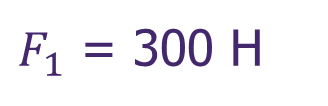 F₁ = 300 Н